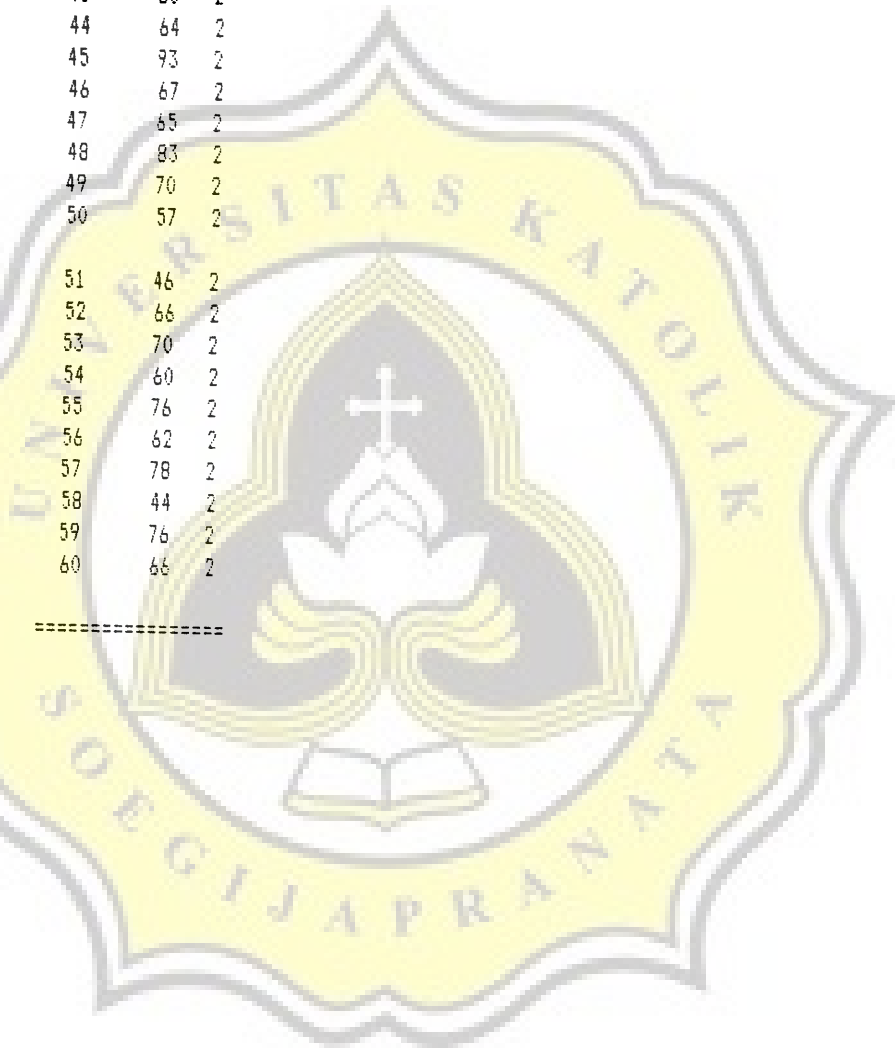 44 64 2
45 93 2
46 67 2
47 65 2
48 83 2
49 70 2
50 57 2
51 46 2
52 66 2
53 70 2
54 60 2
55 76 2
56 62 2
57 78 2
58 44 2
59 76 2
60 66 2
=================
UNIVERSITAS KATOLIK
SOEGIJAPRANATA